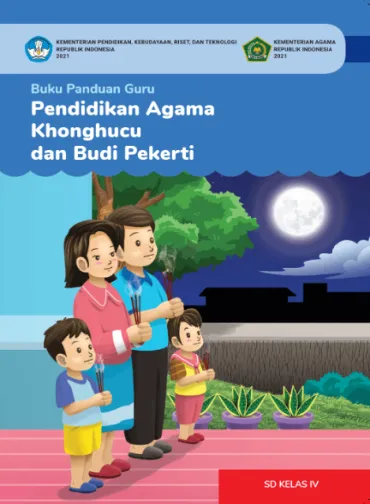 KEMENTERIAN PENDIDIKAN, KEBUDAYAAN, RISET, DAN TEKNOLOGI
REPUBLIK INDONESIA
2021
KEMENTERIAN AGAMA
REPUBLIK INDONESIA
2021
Buku Panduan Guru
Pendidikan Agama
Khonghucu
dan Budi Pekerti
SD KELAS IV